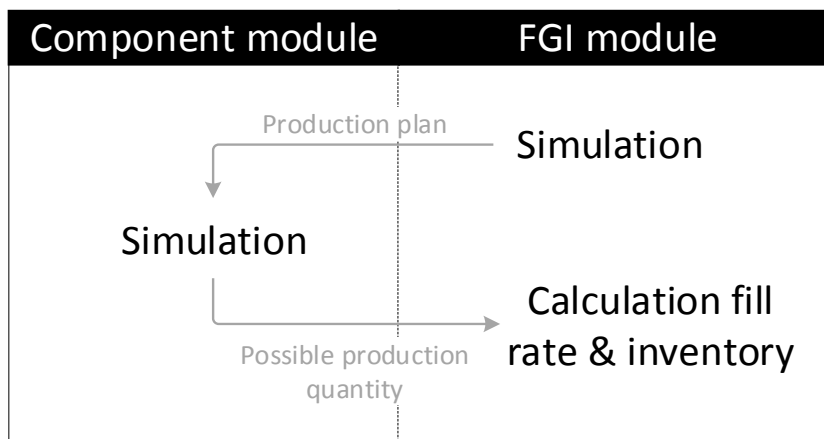 Component module
FGI module
Production plan
Simulation
Simulation
Calculation fill
rate & inventory
Possible production
quantity